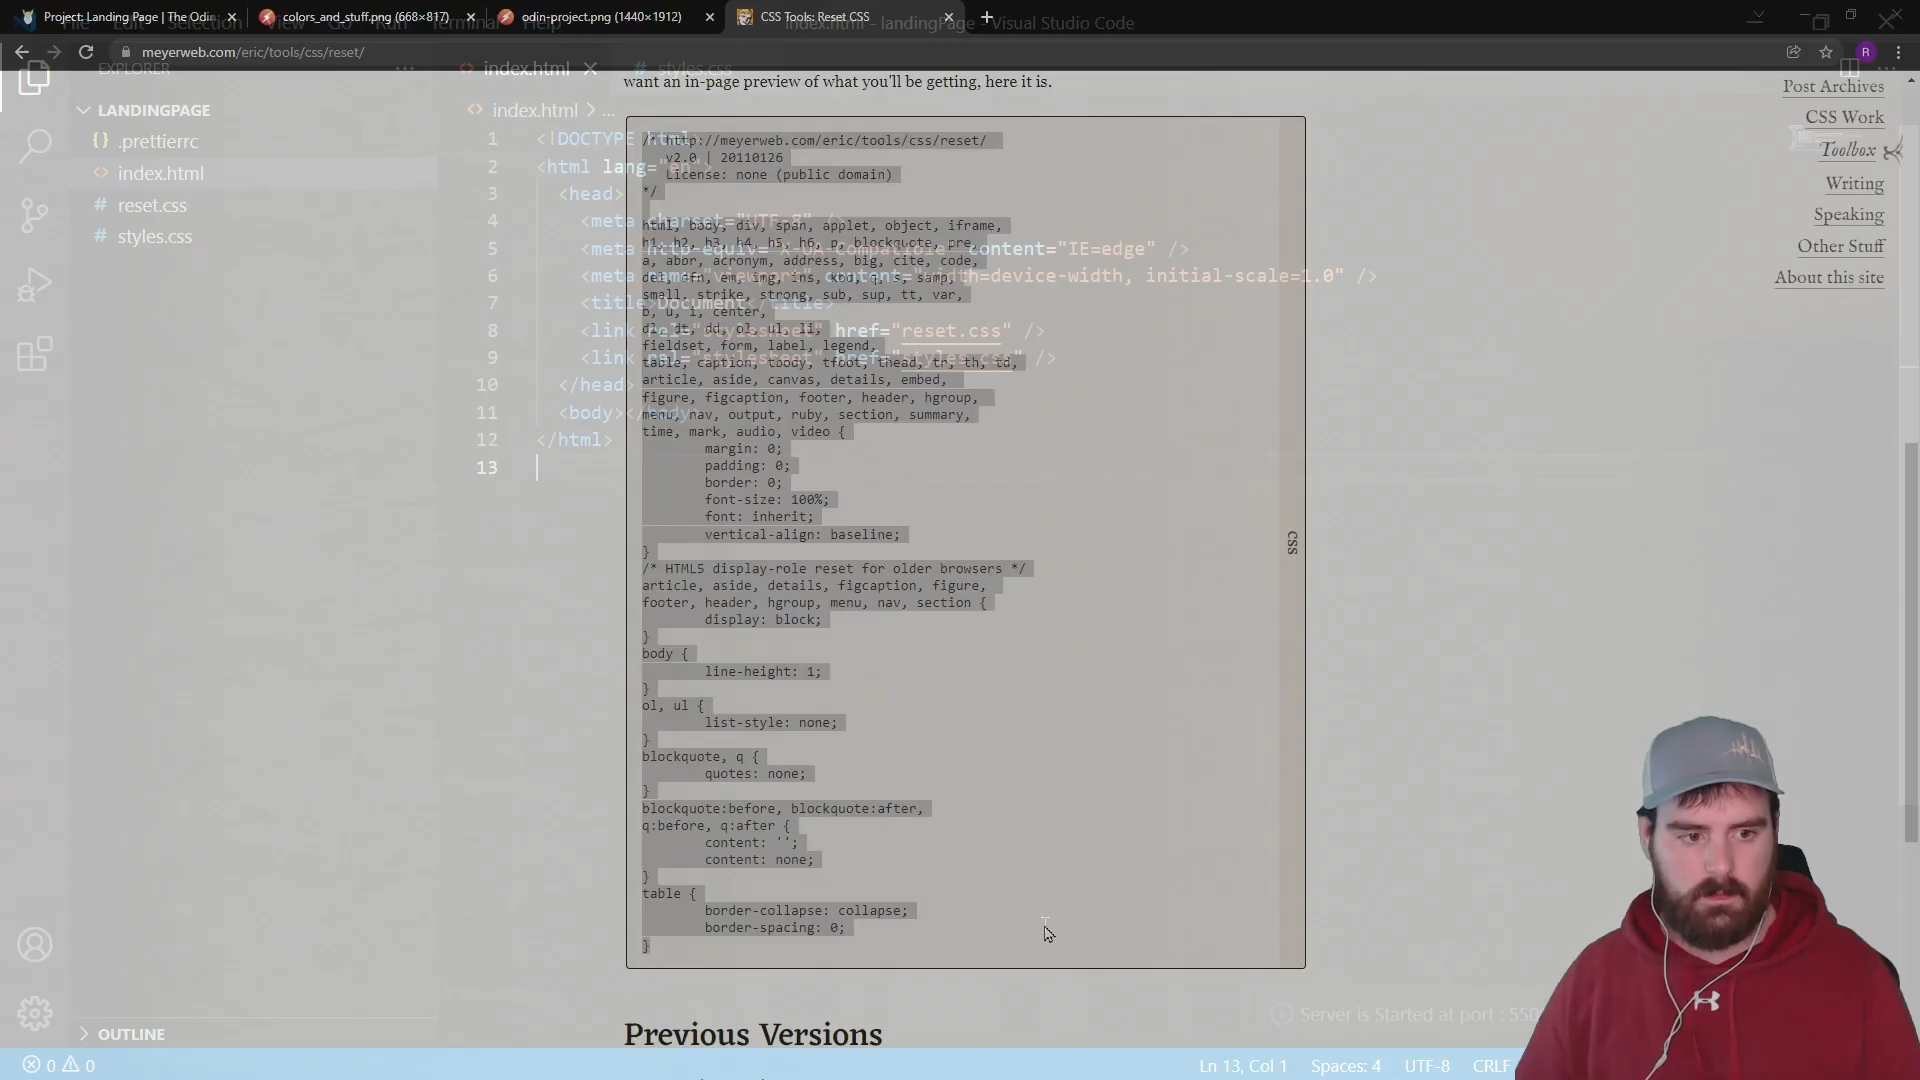 Project: Landing Page | The Odin
colors_and_stuff.png (668×817)
odin-project.png (1440×1912)
CSS Tools: Reset CSS
index.html - landingPage - Visual Studio Code
File Edit Selection View Go Run Terminal Help
meyerweb.com/eric/tools/css/reset/
R
EXPLORER
index.html
styles.css
LANDINGPAGE
.prettierrc
index.html
reset.css
styles.css
index.html > ...
1 <!DOCTYPE html>
2 <html lang="en">
3 <head>
4 <meta charset="UTF-8" />
5 <meta http-equiv="X-UA-Compatible" content="IE=edge" />
6 <meta name="viewport" content="width=device-width, initial-scale=1.0" />
7 <title>Document</title>
8 <link rel="stylesheet" href="reset.css" />
9 <link rel="stylesheet" href="styles.css" />
10 </head>
11 <body></body>
12 </html>
13
want an in-page preview of what you'll be getting, here it is.
/* http://meyerweb.com/eric/tools/css/reset/
v2.0 | 20110126
License: none (public domain)
*/
html, body, div, span, applet, object, iframe,
h1, h2, h3, h4, h5, h6, p, blockquote, pre,
a, abbr, acronym, address, big, cite, code,
del, dfn, em, img, ins, kbd, q, s, samp,
small, strike, strong, sub, sup, tt, var,
b, u, i, center,
dl, dt, dd, ol, ul, li,
fieldset, form, label, legend,
table, caption, tbody, tfoot, thead, tr, th, td,
article, aside, canvas, details, embed,
figure, figcaption, footer, header, hgroup,
menu, nav, output, ruby, section, summary,
time, mark, audio, video {
margin: 0;
padding: 0;
border: 0;
font-size: 100%;
font: inherit;
vertical-align: baseline;
}
/* HTML5 display-role reset for older browsers */
article, aside, details, figcaption, figure,
footer, header, hgroup, menu, nav, section {
display: block;
}
body {
line-height: 1;
}
ol, ul {
list-style: none;
}
blockquote, q {
quotes: none;
}
blockquote:before, blockquote:after,
q:before, q:after {
content: '';
content: none;
}
table {
border-collapse: collapse;
border-spacing: 0;
}
CSS
Post Archives
CSS Work
Toolbox
Writing
Speaking
Other Stuff
About this site
Previous Versions
Server is Started at port : 550
OUTLINE
0 0
Ln 13, Col 1
Spaces: 4
UTF-8
CRLF